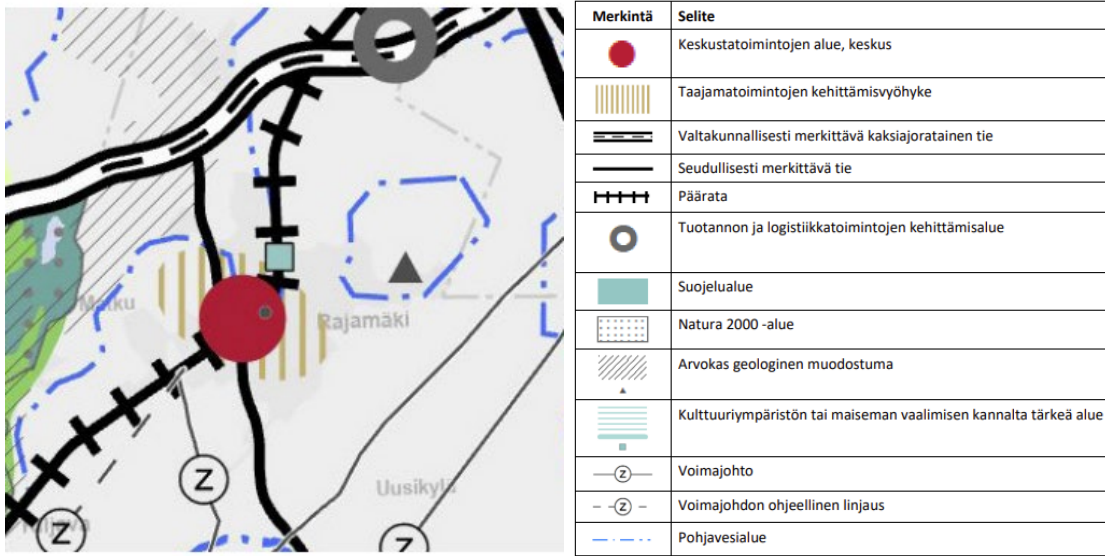 Matku
Rajamäki
Uusikylä
Z
Z
Z
Merkintä Selite
Keskustatoimintojen alue, keskus
Taajamatoimintojen kehittämisvyöhyke
Valtakunnallisesti merkittävä kaksiajoratainen tie
Seudullisesti merkittävä tie
Päärata
Tuotannon ja logistiikkatoimintojen kehittämisalue
Suojelualue
Natura 2000 -alue
Arvokas geologinen muodostuma
Kulttuuriympäristön tai maiseman vaalimisen kannalta tärkeä alue
Z Voimajohto
Z Voimajohdon ohjeellinen linjaus
Pohjavesialue